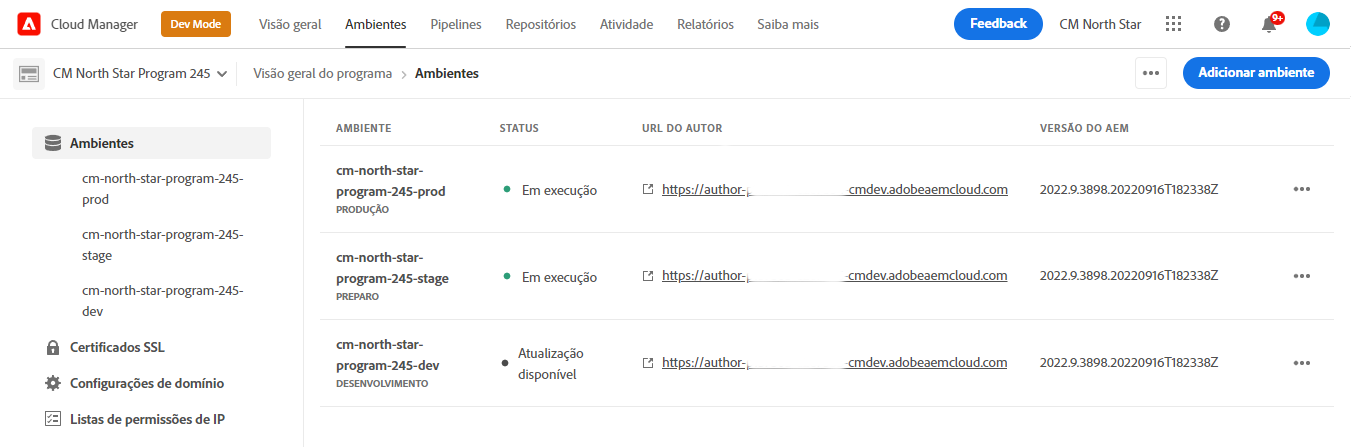 Cloud Manager Dev Mode Visão geral Ambientes Pipelines Repositórios Atividade Relatórios Saiba mais Feedback CM North Star 9+
CM North Star Program 245 Visão geral do programa > Ambientes ••• Adicionar ambiente
Ambientes
cm-north-star-program-245-
prod
cm-north-star-program-245-
stage
cm-north-star-program-245-
dev
Certificados SSL
Configurações de domínio
Listas de permissões de IP
AMBIENTE STATUS URL DO AUTOR VERSÃO DO AEM
cm-north-star-
program-245-prod
PRODUÇÃO
Em execução
https://author- -cmdev.adobeaemcloud.com
2022.9.3898.20220916T182338Z
cm-north-star-
program-245-stage
PREPARO
Em execução
https://author- -cmdev.adobeaemcloud.com
2022.9.3898.20220916T182338Z
cm-north-star-
program-245-dev
DESENVOLVIMENTO
Atualização
disponível
https://author- -cmdev.adobeaemcloud.com
2022.9.3898.20220916T182338Z